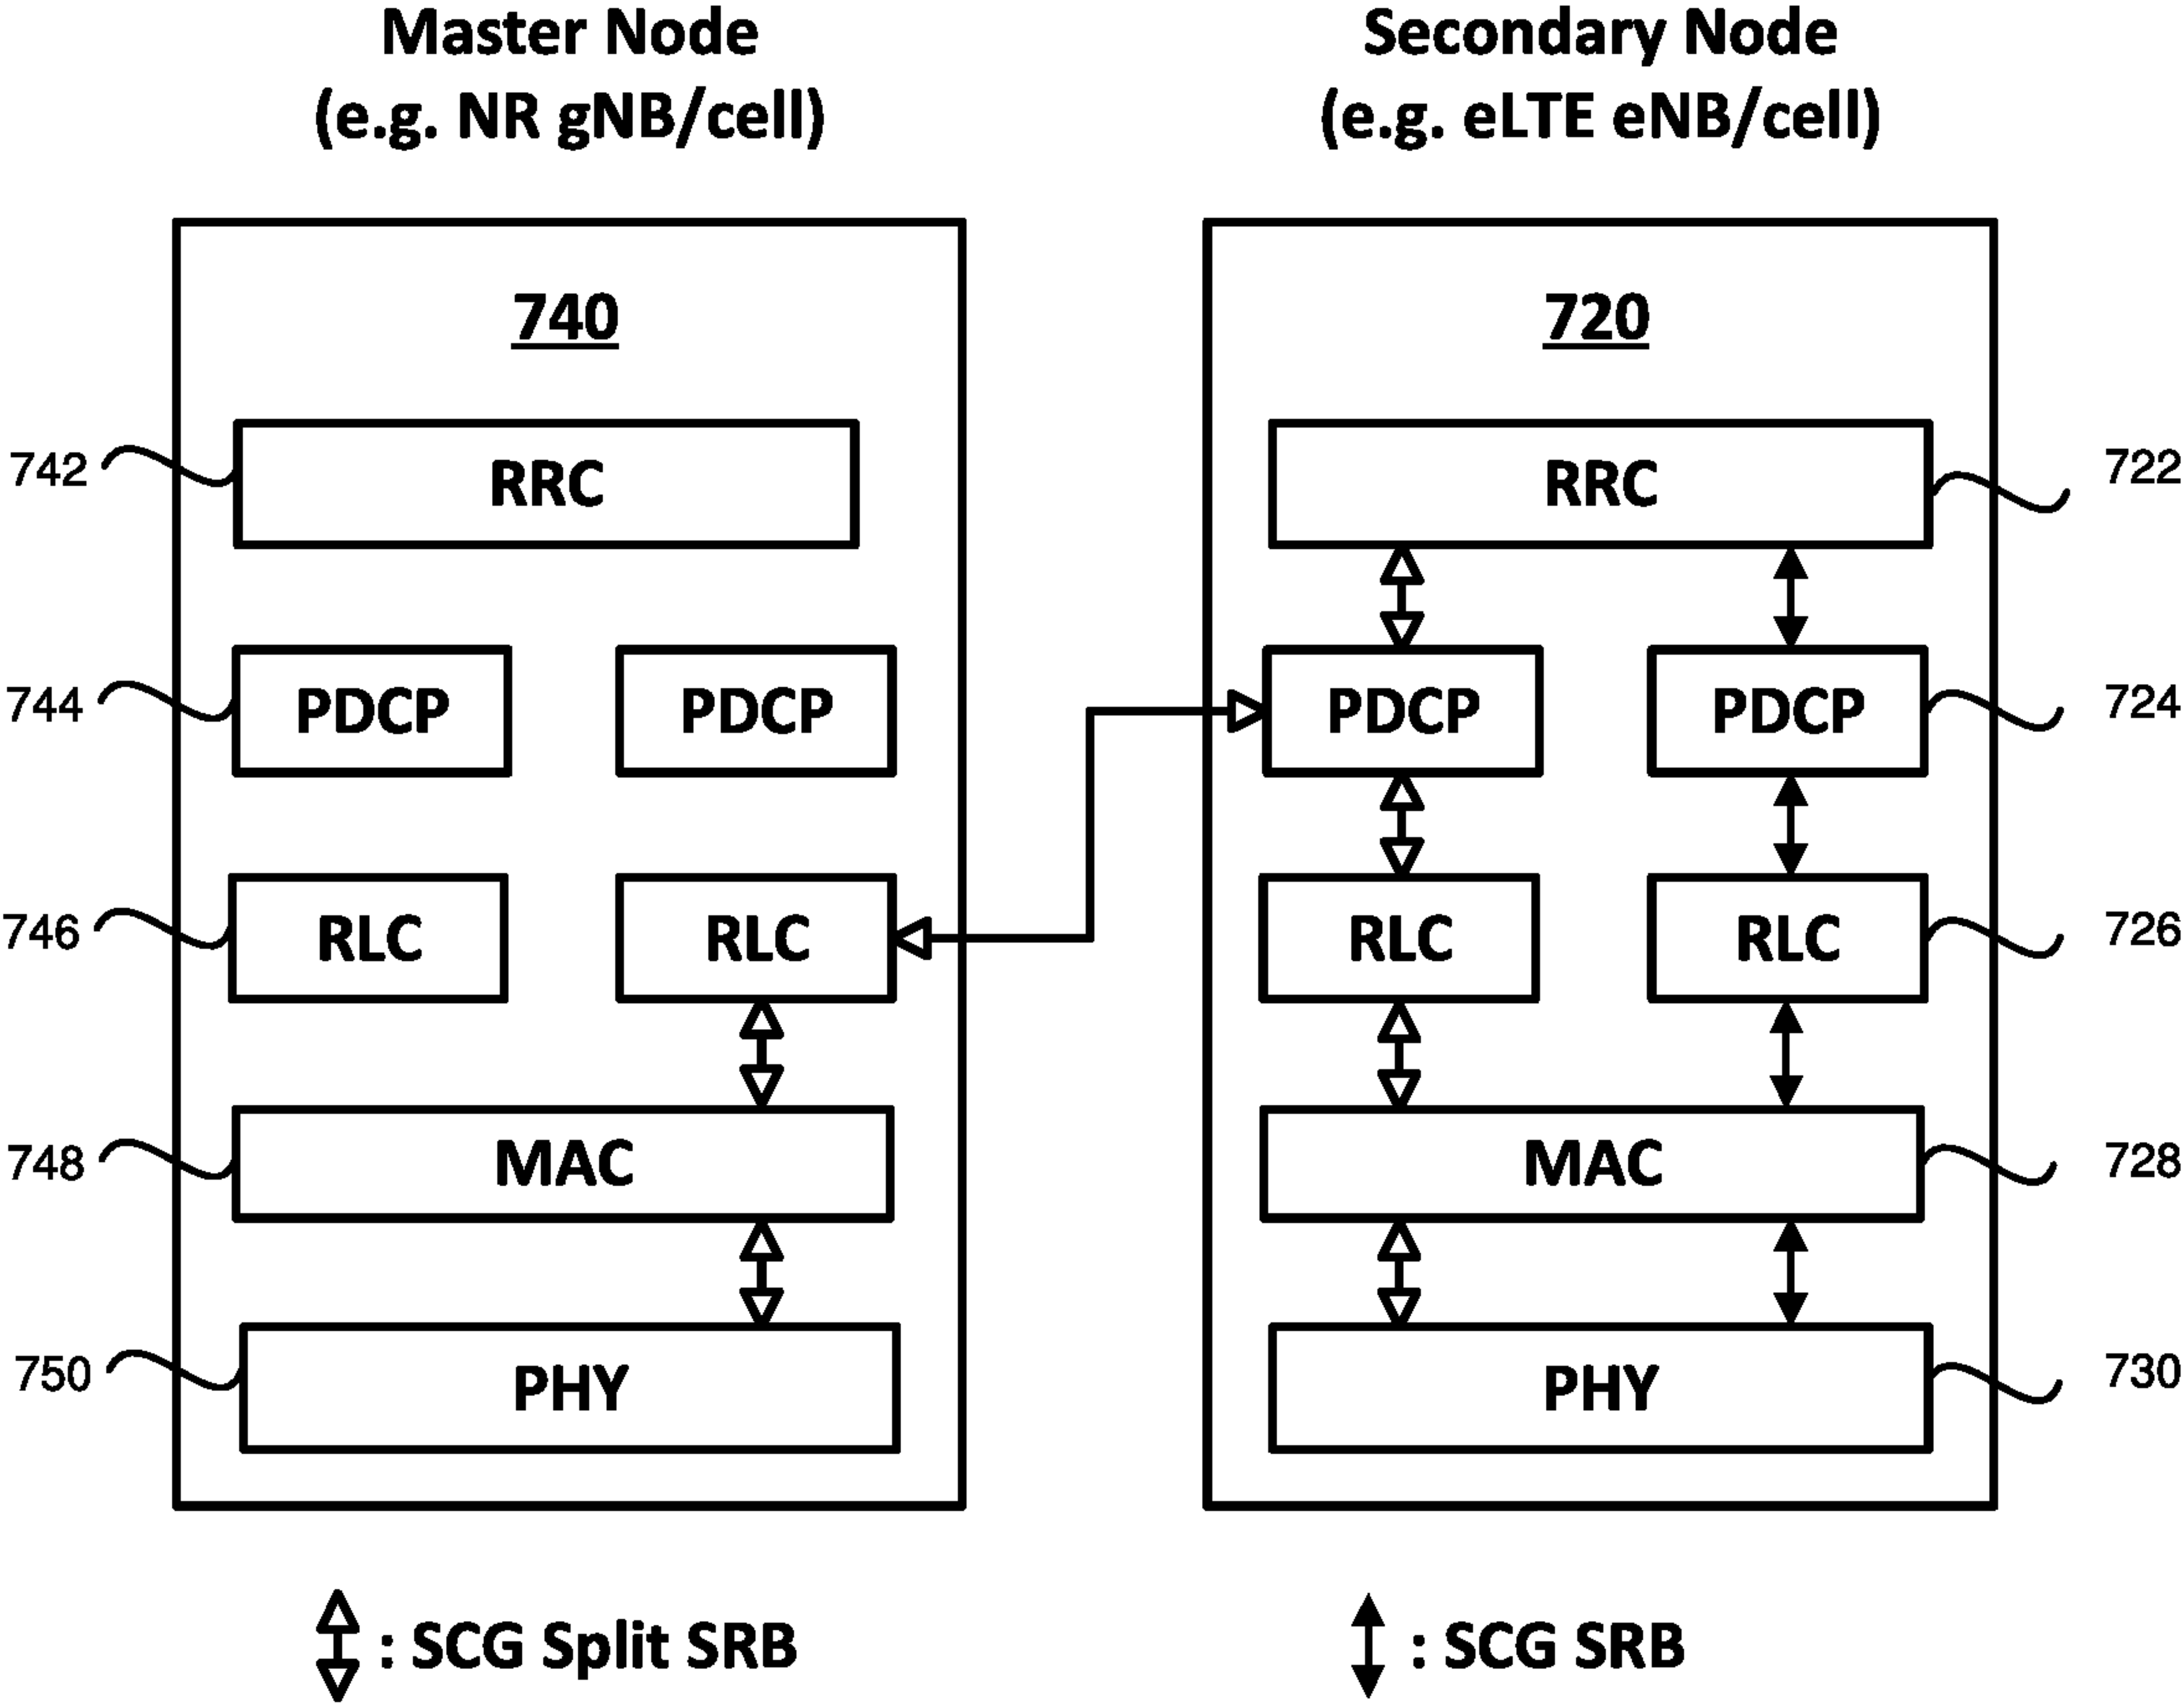 Master Node
(e.g. NR gNB/cell)
Secondary Node
(e.g. eLTE eNB/cell)
740
720
742
RRC
RRC
722
744
PDCP
PDCP
PDCP
PDCP
724
746
RLC
RLC
RLC
RLC
726
748
MAC
MAC
728
750
PHY
PHY
730
: SCG Split SRB
: SCG SRB